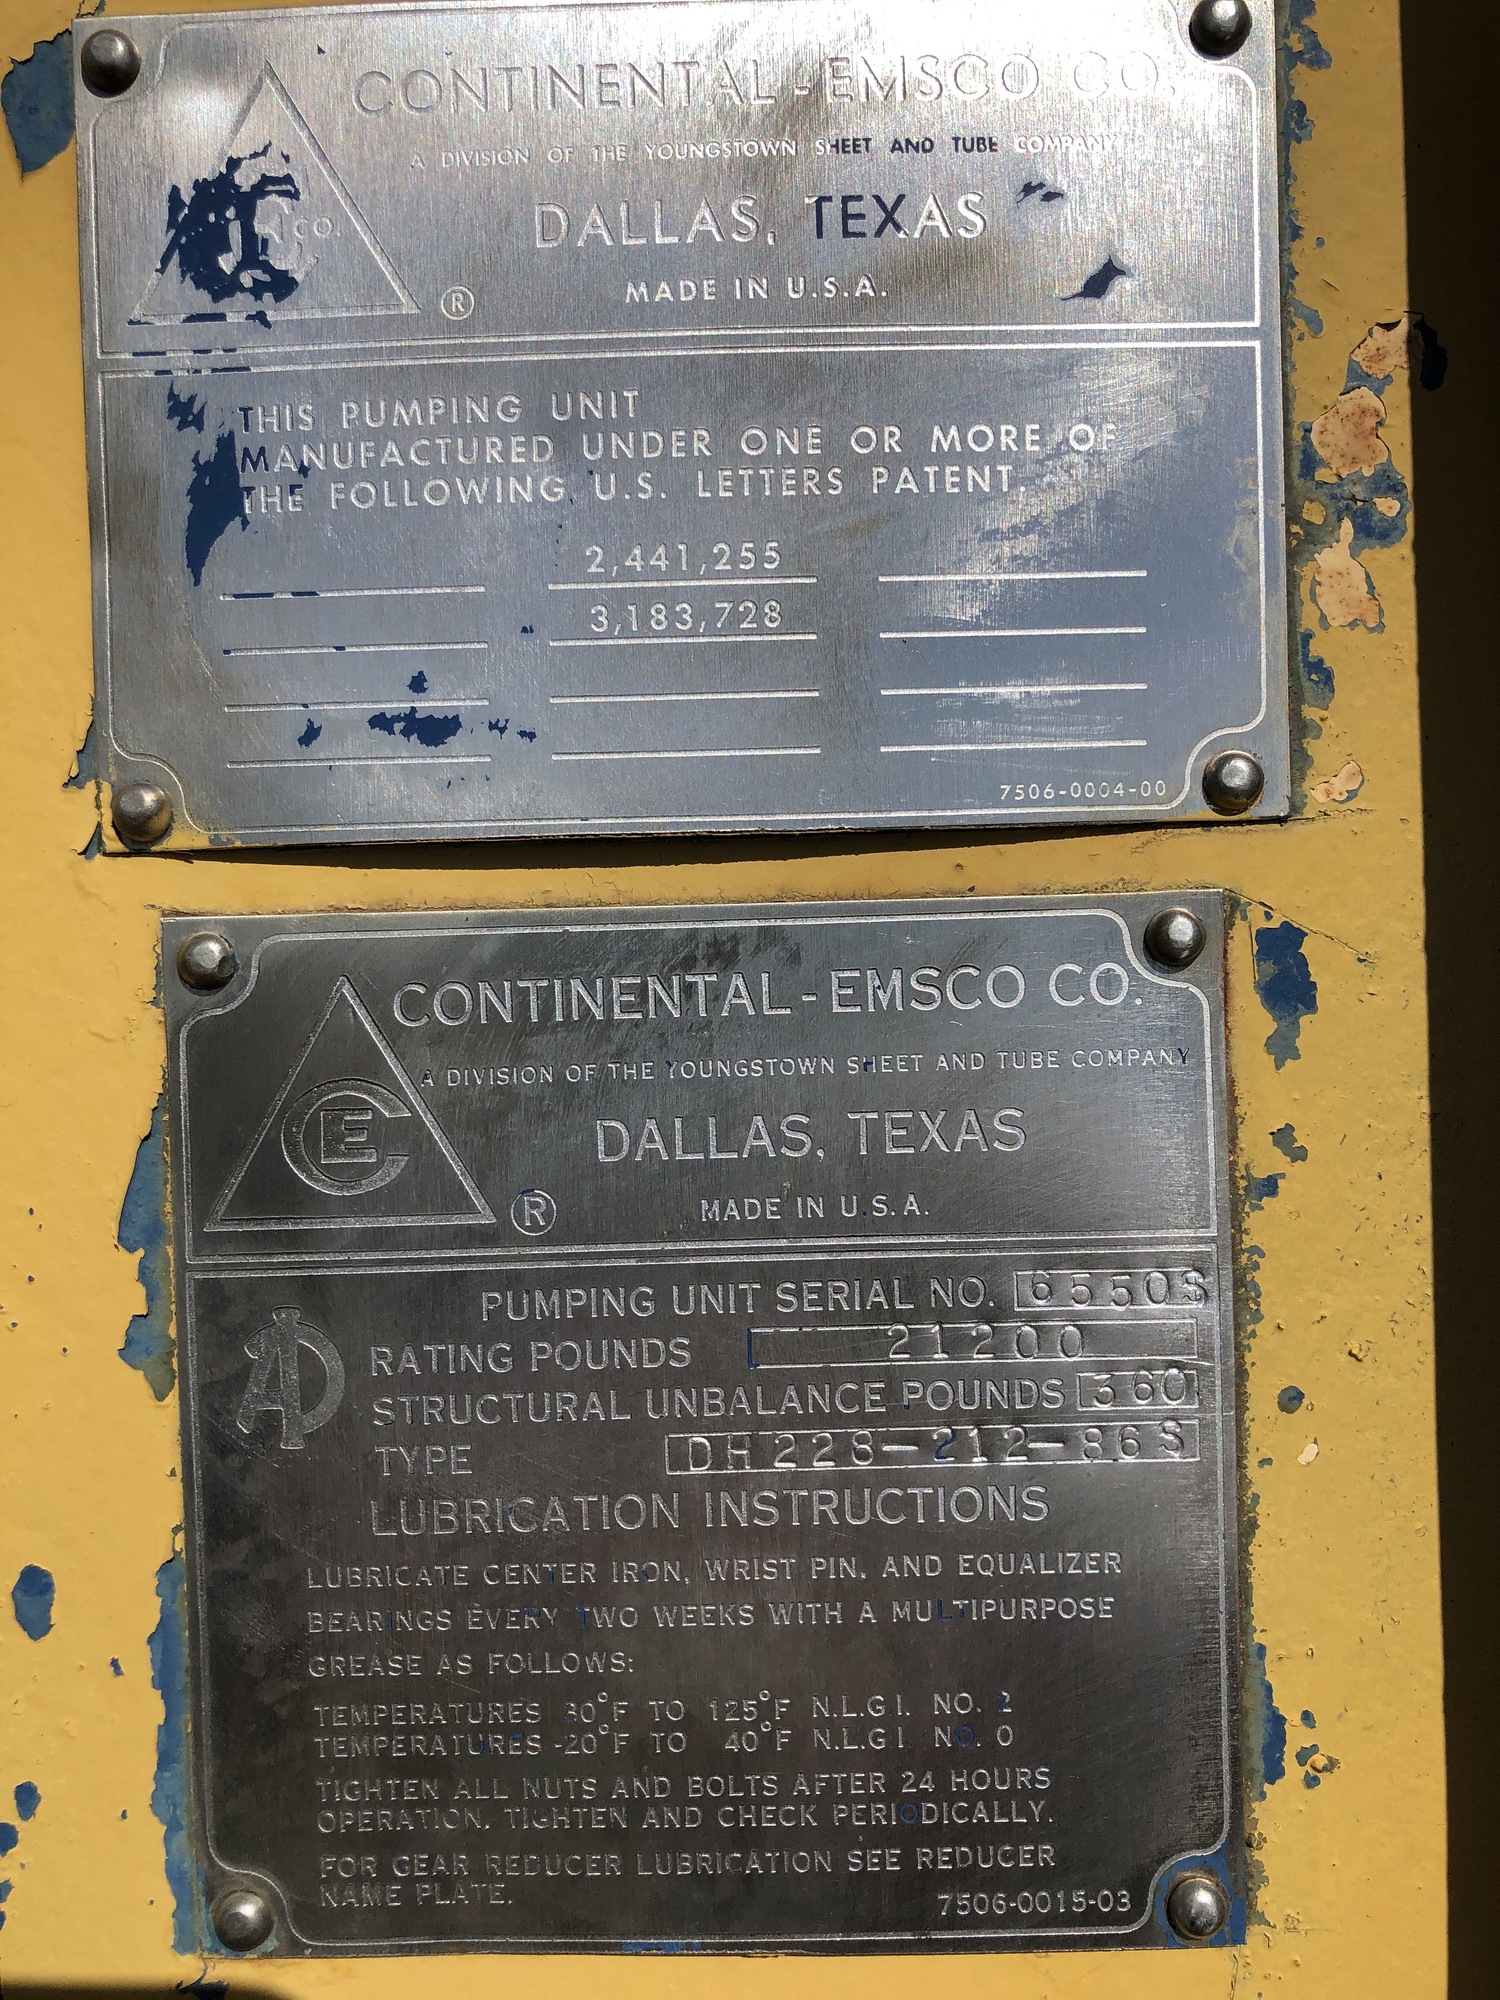 CONTINENTAL-EMSCO CO.
A DIVISION OF THE YOUNGSTOWN SHEET AND TUBE COMPANY
DALLAS, TEXAS
MADE IN U.S.A.
CO.
®
THIS PUMPING UNIT
MANUFACTURED UNDER ONE OR MORE OF
THE FOLLOWING U.S. LETTERS PATENT.
2,441,255
3,183,728
7506-0004-00
CONTINENTAL-EMSCO CO.
A DIVISION OF THE YOUNGSTOWN SHEET AND TUBE COMPANY
DALLAS, TEXAS
MADE IN U.S.A.
CE
®
PUMPING UNIT SERIAL NO. 6550S
RATING POUNDS 21200
STRUCTURAL UNBALANCE POUNDS 360
TYPE DH228-212-86S
LUBRICATION INSTRUCTIONS
LUBRICATE CENTER IRON, WRIST PIN, AND EQUALIZER
BEARINGS EVERY TWO WEEKS WITH A MULTIPURPOSE
GREASE AS FOLLOWS:
TEMPERATURES 30°F TO 125°F N.L.G.I. NO. 2
TEMPERATURES -20°F TO 40°F N.L.G.I. NO. 0
TIGHTEN ALL NUTS AND BOLTS AFTER 24 HOURS
OPERATION. TIGHTEN AND CHECK PERIODICALLY.
FOR GEAR REDUCER LUBRICATION SEE REDUCER
NAME PLATE.
7506-0015-03